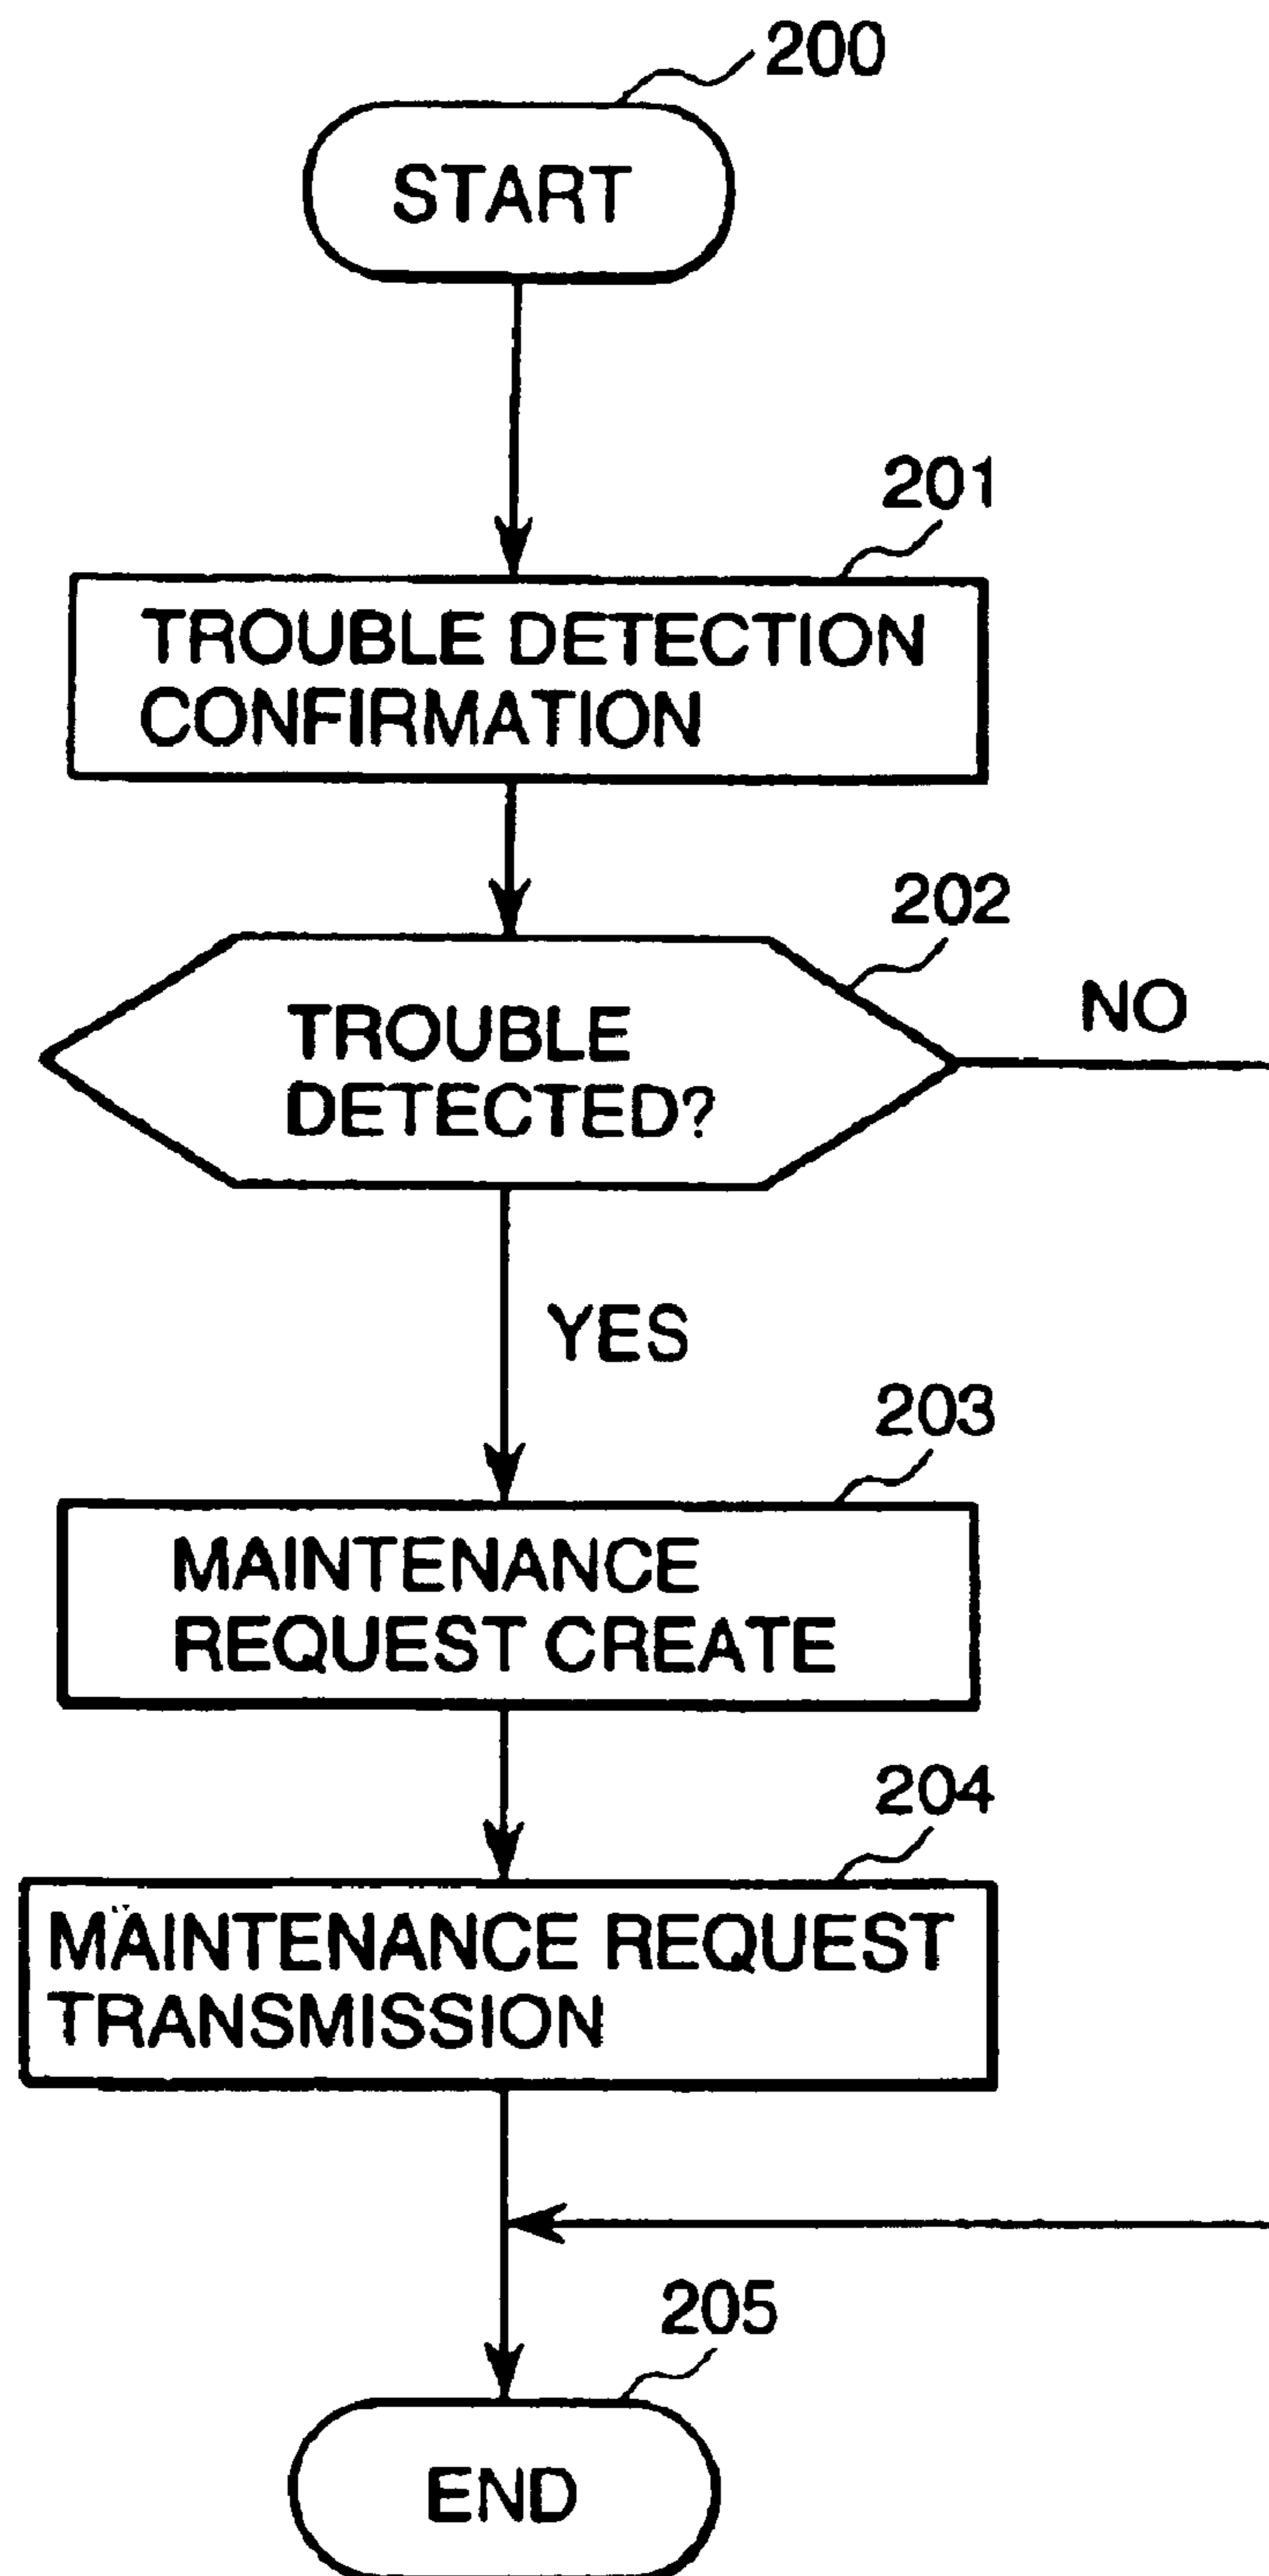 200
START
201
TROUBLE DETECTION
CONFIRMATION
202
TROUBLE
DETECTED?
NO
YES
203
MAINTENANCE
REQUEST CREATE
204
MAINTENANCE REQUEST
TRANSMISSION
205
END